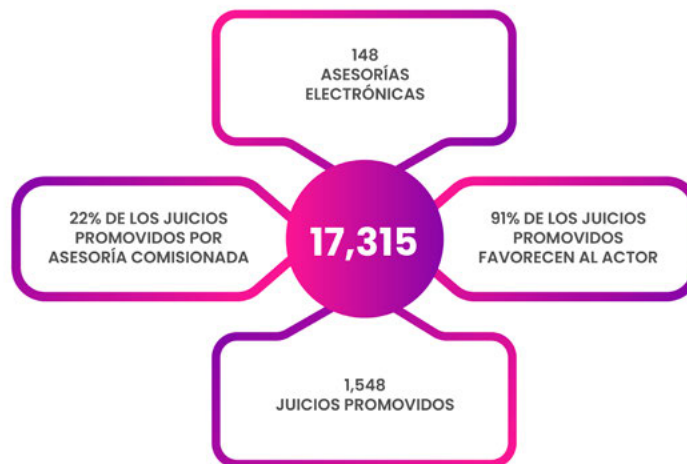 148
ASESORÍAS
ELECTRÓNICAS
22% DE LOS JUICIOS
PROMOVIDOS POR
ASESORÍA COMISIONADA
17,315
91% DE LOS JUICIOS
PROMOVIDOS
FAVORECEN AL ACTOR
1,548
JUICIOS PROMOVIDOS